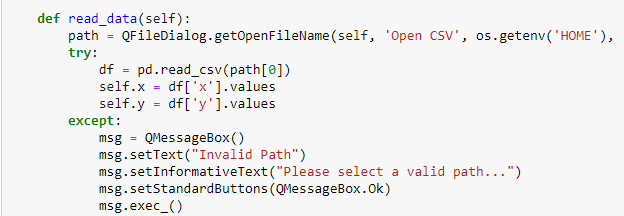 def read_data(self):
    path = QFileDialog.getOpenFileName(self, 'Open CSV', os.getenv('HOME'),
    try:
        df = pd.read_csv(path[0])
        self.x = df['x'].values
        self.y = df['y'].values
    except:
        msg = QMessageBox()
        msg.setText("Invalid Path")
        msg.setInformativeText("Please select a valid path...")
        msg.setStandardButtons(QMessageBox.Ok)
        msg.exec_()